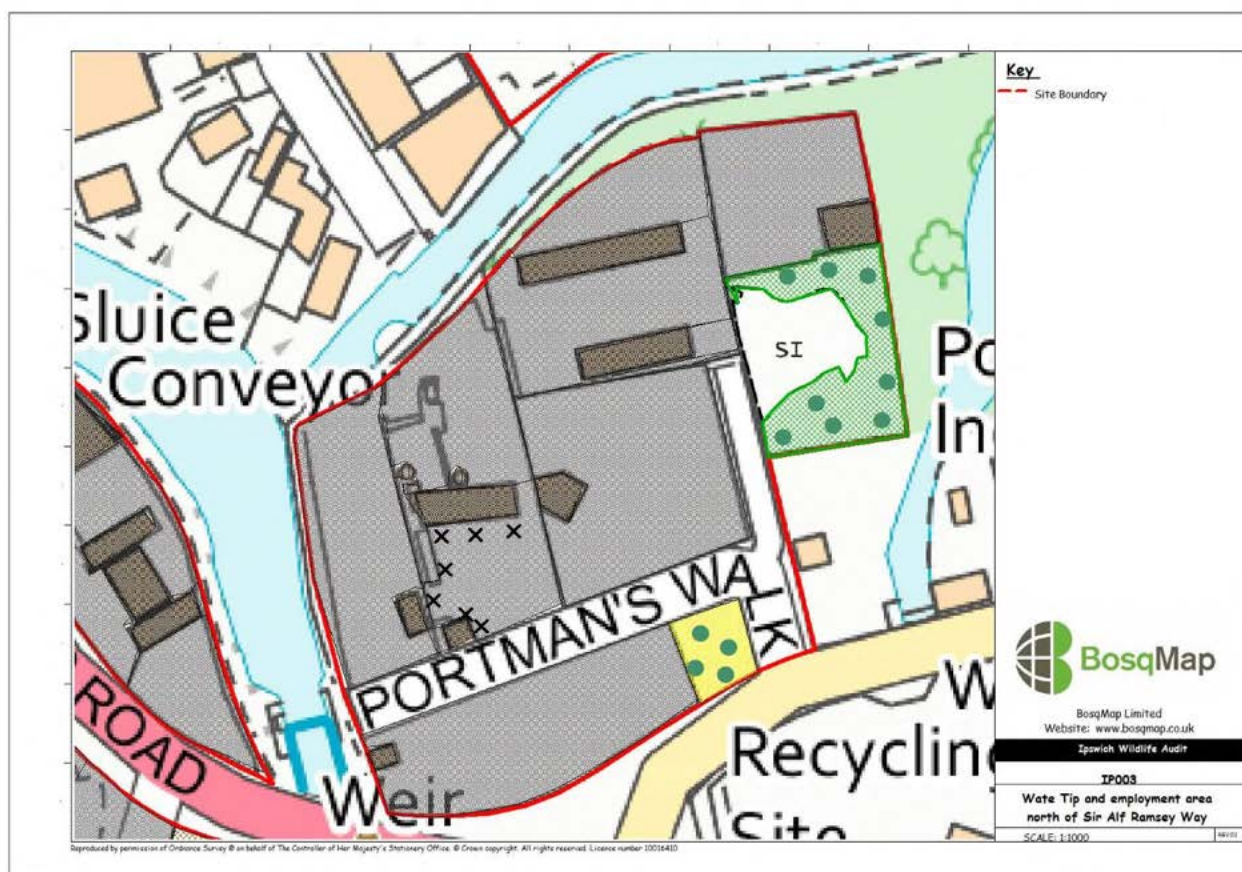 Key
Site Boundary
Sluice
Conveyor
SI
Po
In
PORTMAN'S WALK
ROAD
Weir
W
Recyclin
Site
BosqMap
BosqMap Limited
Website: www.bosqmap.co.uk
Ipswich Wildlife Audit
IP003
Wate Tip and employment area
north of Sir Alf Ramsey Way
SCALE: 1:1000
Reproduced by permission of Ordnance Survey © on behalf of The Controller of Her Majesty's Stationery Office. © Crown copyright. All rights reserved. Licence number 10016410